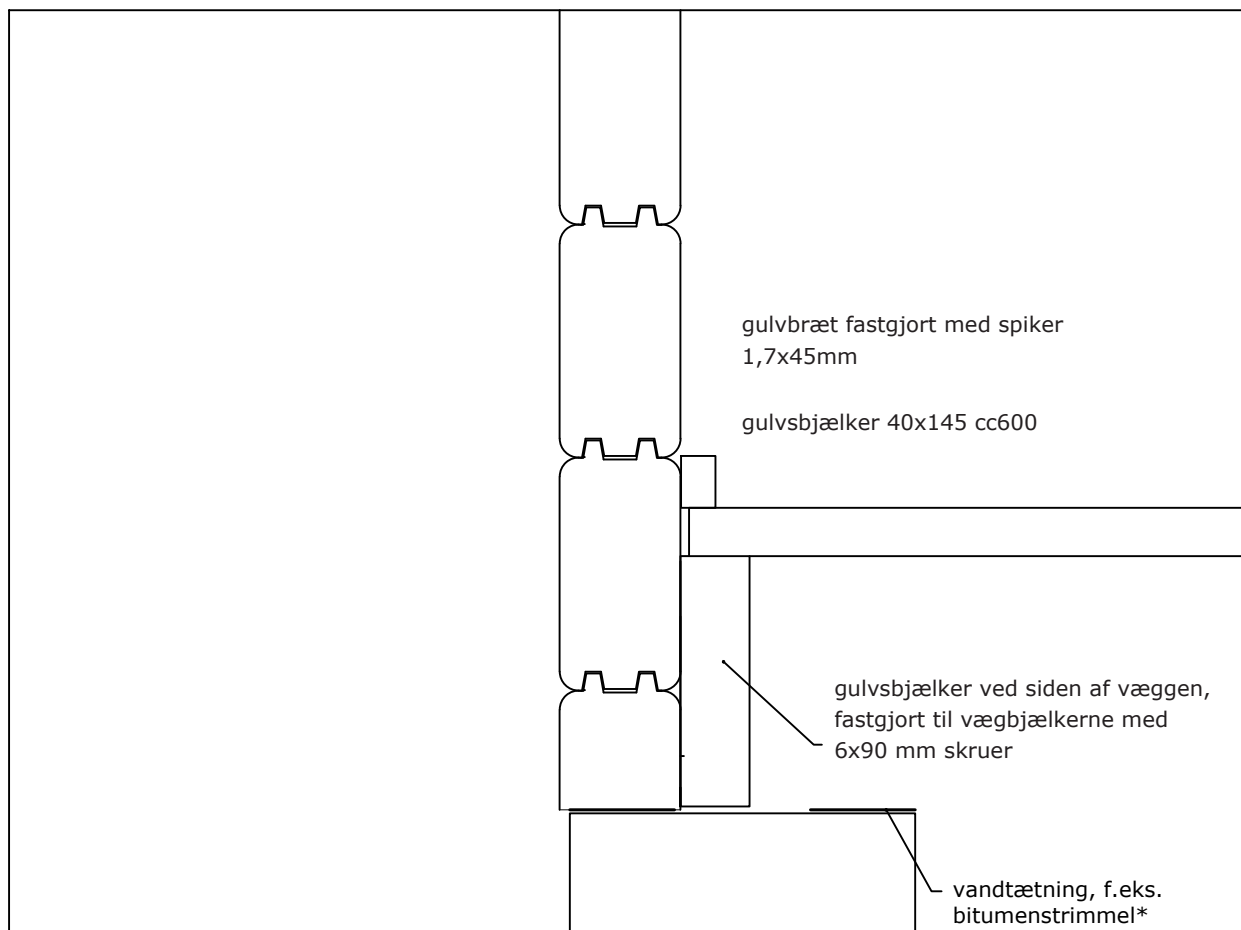 gulvbræt fastgjort med spiker
1,7x45mm
gulvsbjælker 40x145 cc600
gulvsbjælker ved siden af væggen,
fastgjort til vægbjælkerne med
6x90 mm skruer
vandtætning, f.eks.
bitumenstrimmel*